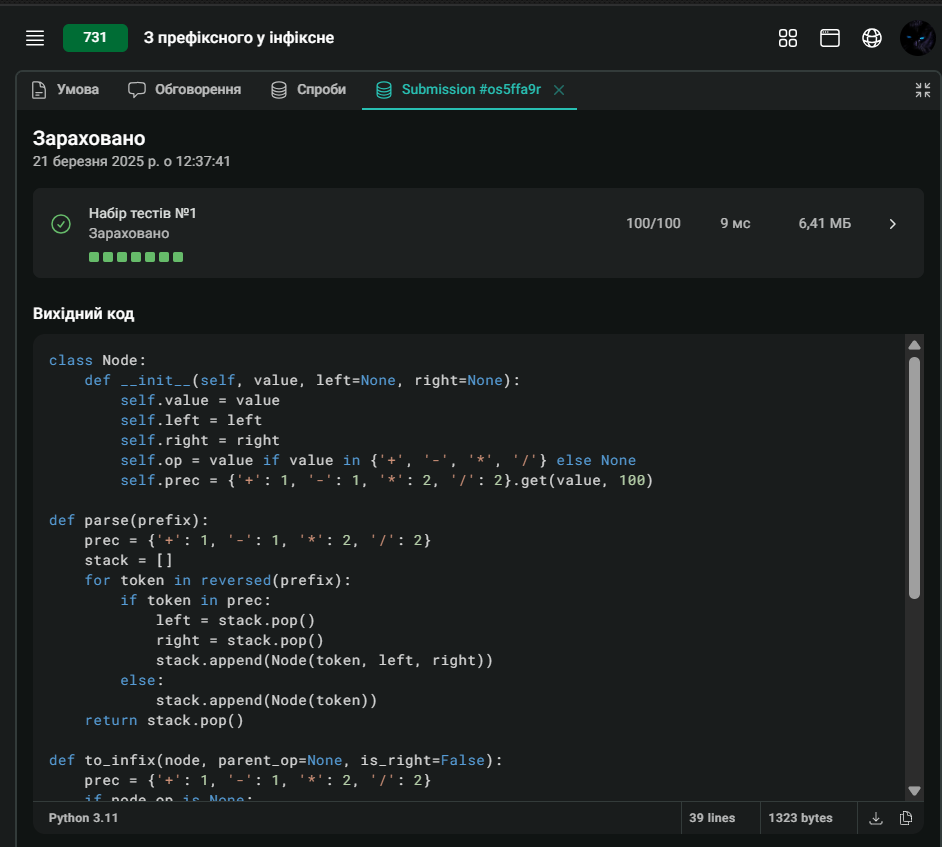 731 З префіксного у інфіксне
Умова Обговорення Спроби Submission #os5ffa9r
Зараховано
21 березня 2025 р. о 12:37:41
Набір тестів №1
Зараховано
100/100 9 мс 6,41 МБ
Вихідний код
class Node:
    def __init__(self, value, left=None, right=None):
        self.value = value
        self.left = left
        self.right = right
        self.op = value if value in {'+', '-', '*', '/'} else None
        self.prec = {'+': 1, '-': 1, '*': 2, '/': 2}.get(value, 100)
def parse(prefix):
    prec = {'+': 1, '-': 1, '*': 2, '/': 2}
    stack = []
    for token in reversed(prefix):
        if token in prec:
            left = stack.pop()
            right = stack.pop()
            stack.append(Node(token, left, right))
        else:
            stack.append(Node(token))
    return stack.pop()
def to_infix(node, parent_op=None, is_right=False):
    prec = {'+': 1, '-': 1, '*': 2, '/': 2}
    if node.op is None:
Python 3.11 39 lines 1323 bytes